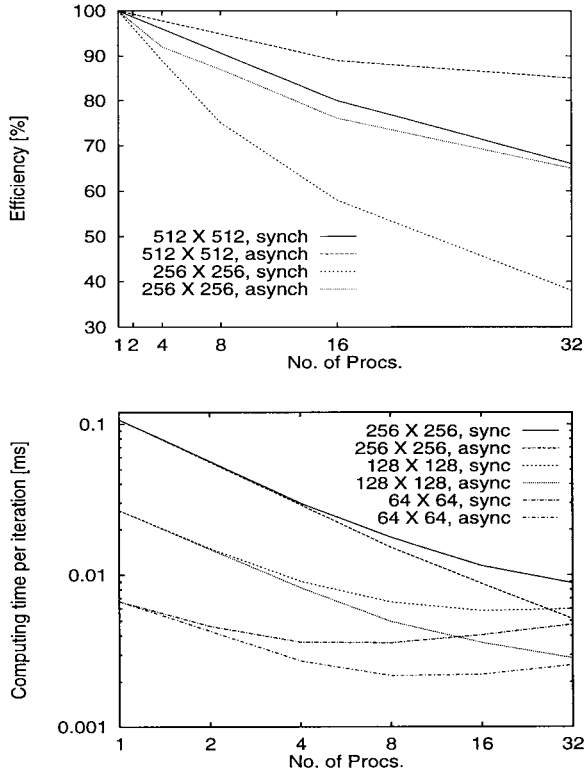 100
90
80
70
60
50
40
30
Efficiency [%]
512 X 512, synch
512 X 512, asynch
256 X 256, synch
256 X 256, asynch
1 2 4 8 16 32
No. of Procs.
0.1
0.01
0.001
Computing time per iteration [ms]
256 X 256, sync
256 X 256, async
128 X 128, sync
128 X 128, async
64 X 64, sync
64 X 64, async
1 2 4 8 16 32
No. of Procs.